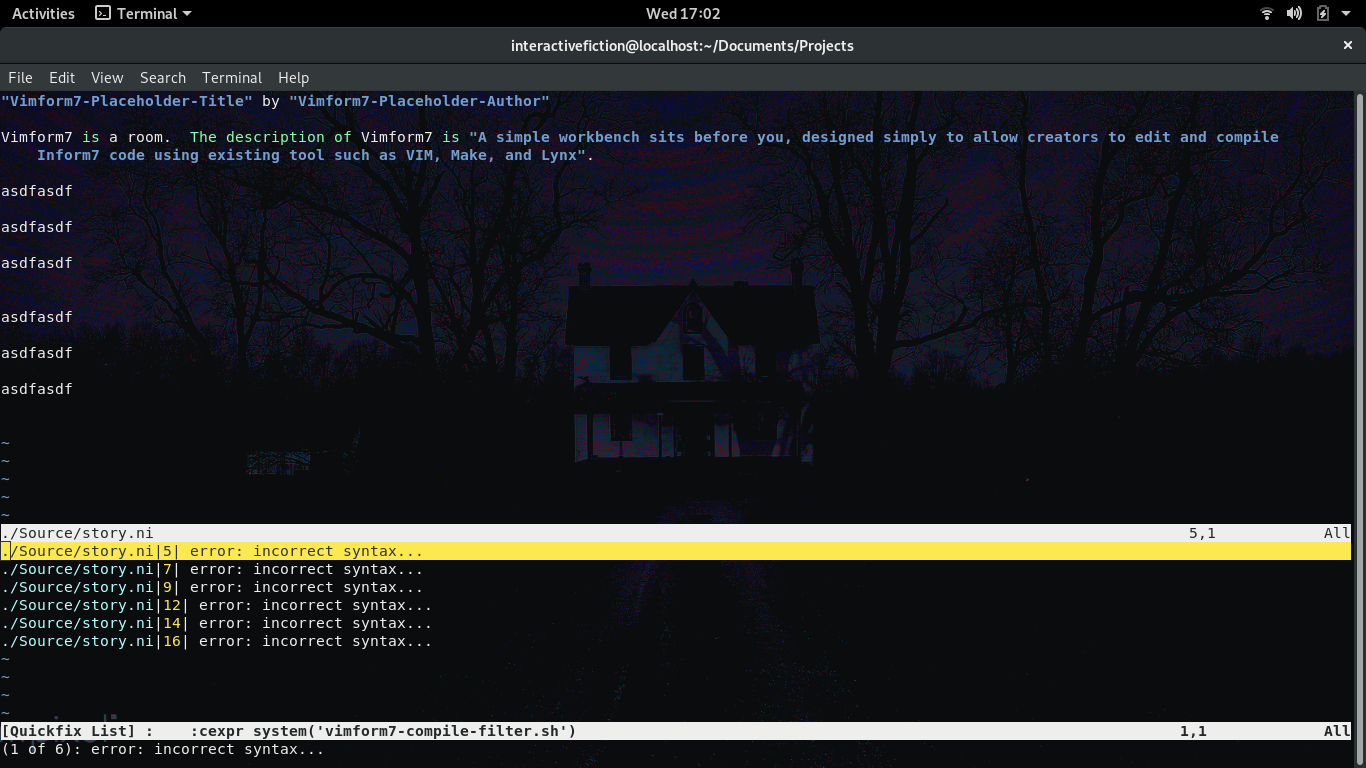 Activities Terminal Wed 17:02
interactivefiction@localhost:~/Documents/Projects ×
File Edit View Search Terminal Help
"Vimform7-Placeholder-Title" by "Vimform7-Placeholder-Author"
Vimform7 is a room.  The description of Vimform7 is "A simple workbench sits before you, designed simply to allow creators to edit and compile
Inform7 code using existing tool such as VIM, Make, and Lynx".
asdfasdf
asdfasdf
asdfasdf
asdfasdf
asdfasdf
asdfasdf
~
~
~
~
~
./Source/story.ni 5,1 All
./Source/story.ni|5| error: incorrect syntax...
./Source/story.ni|7| error: incorrect syntax...
./Source/story.ni|9| error: incorrect syntax...
./Source/story.ni|12| error: incorrect syntax...
./Source/story.ni|14| error: incorrect syntax...
./Source/story.ni|16| error: incorrect syntax...
~
~
~
~
[Quickfix List] :    :cexpr system('vimform7-compile-filter.sh') 1,1 All
(1 of 6): error: incorrect syntax...